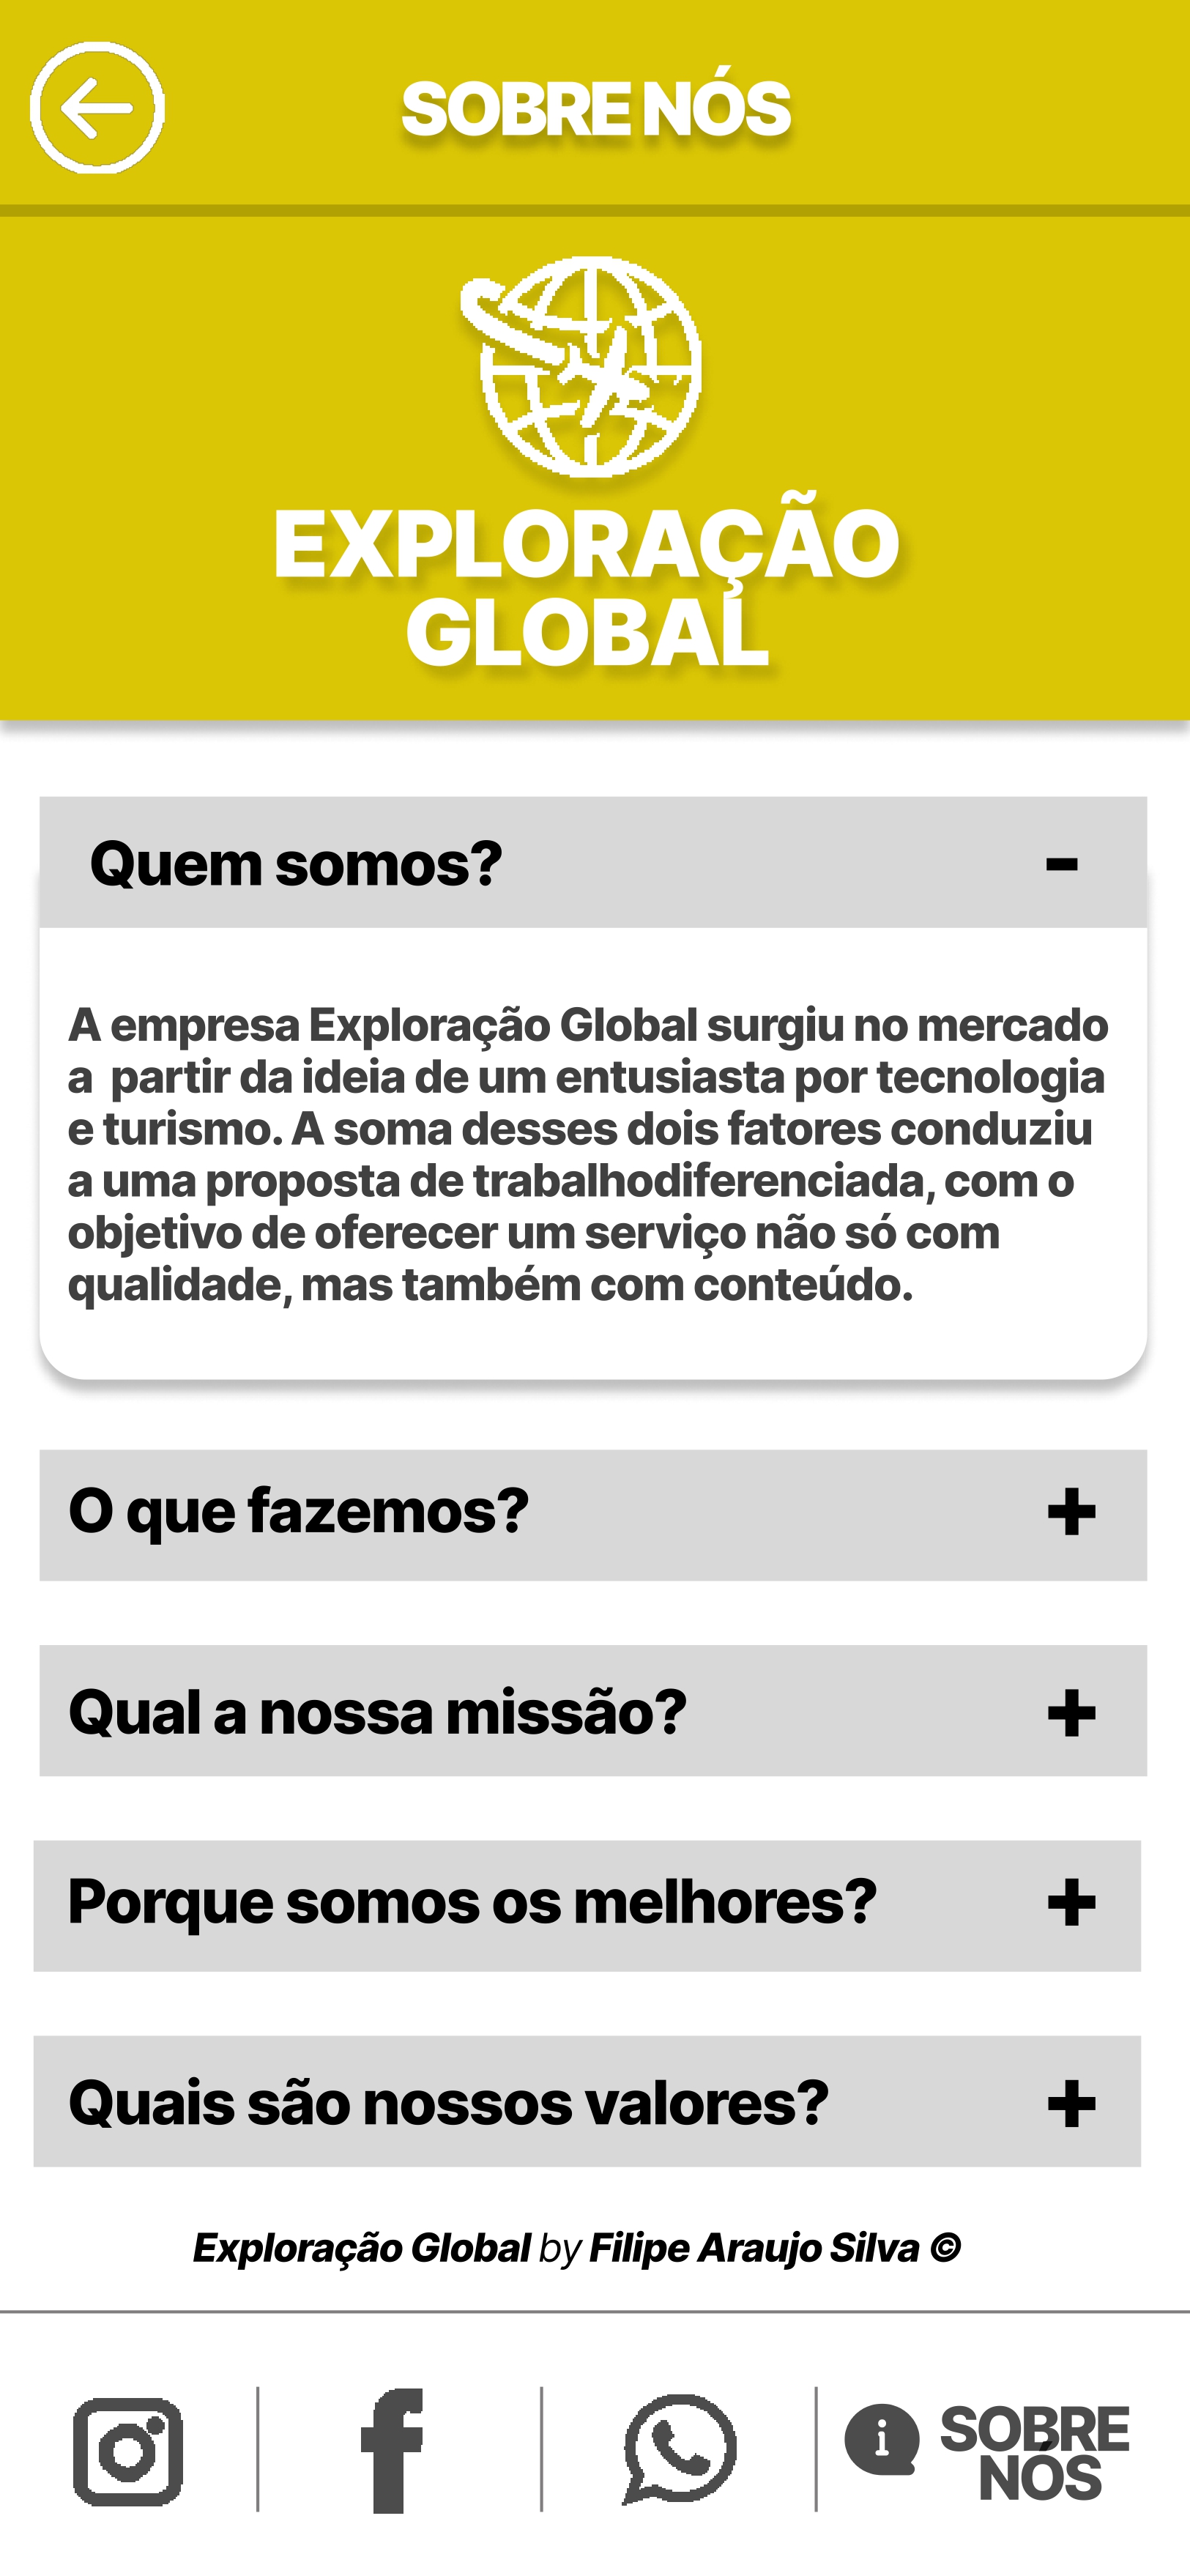 SOBRE NÓS
EXPLORAÇÃO
GLOBAL
Quem somos? -
A empresa Exploração Global surgiu no mercado
a  partir da ideia de um entusiasta por tecnologia
e turismo. A soma desses dois fatores conduziu
a uma proposta de trabalhodiferenciada, com o
objetivo de oferecer um serviço não só com
qualidade, mas também com conteúdo.
O que fazemos? +
Qual a nossa missão? +
Porque somos os melhores? +
Quais são nossos valores? +
Exploração Global by Filipe Araujo Silva ©
SOBRE
NÓS